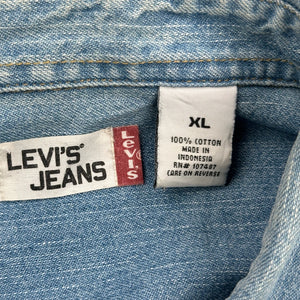 LEVI'S®
JEANS
Levi's
XL
100% COTTON
MADE IN
INDONESIA
RN# 107487
CARE ON REVERSE